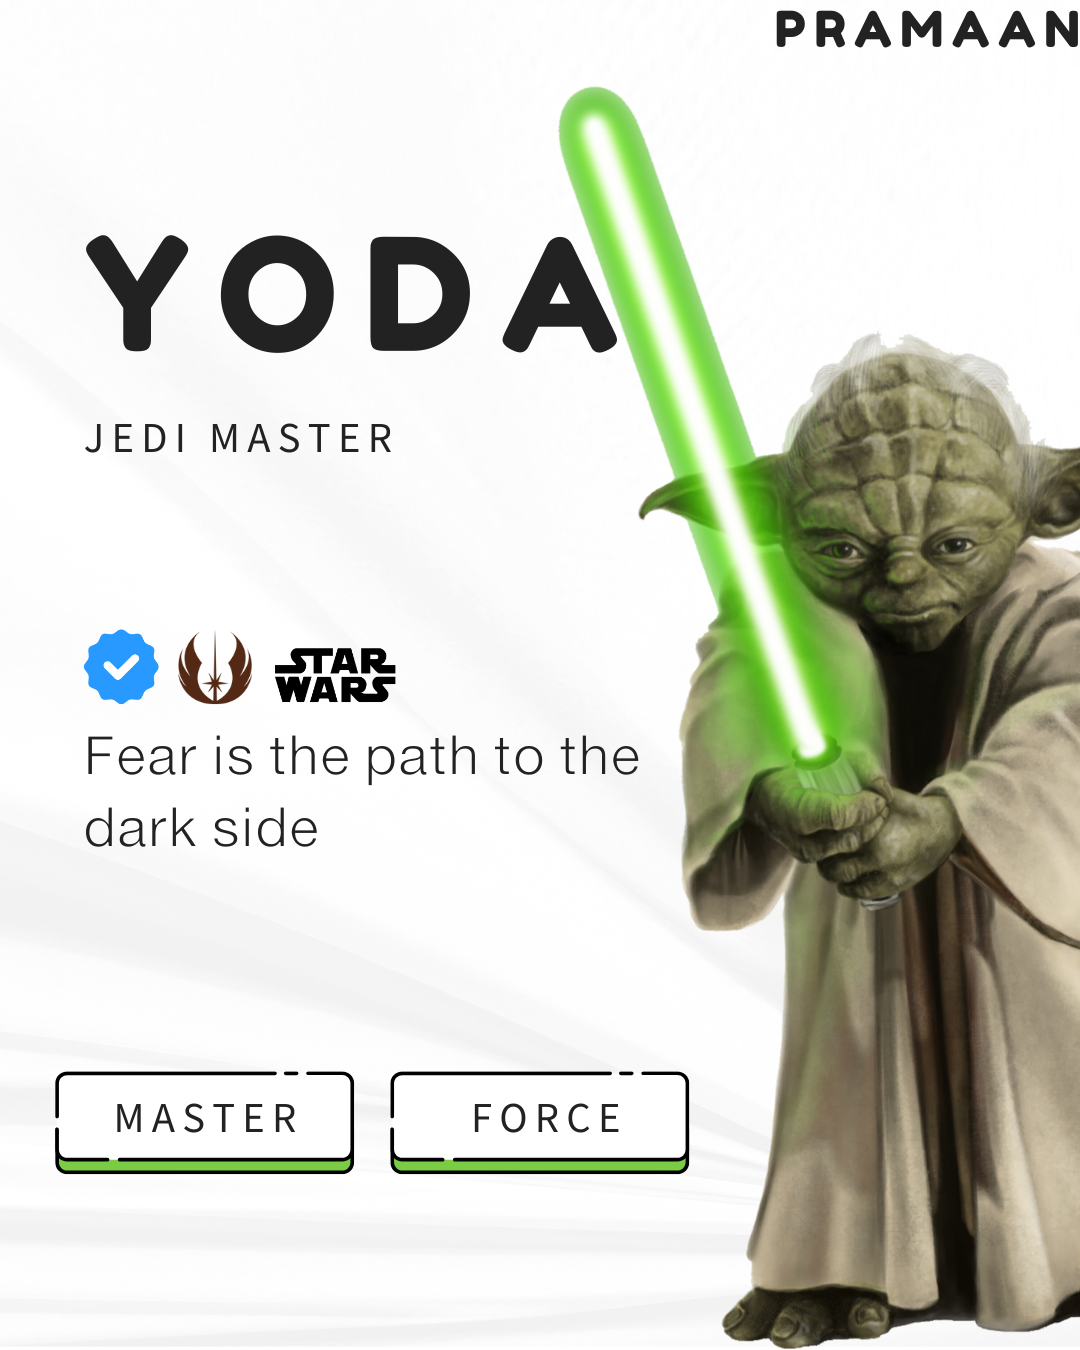 PRAMAAN
YODA
JEDI MASTER
STAR
WARS
Fear is the path to the
dark side
MASTER
FORCE